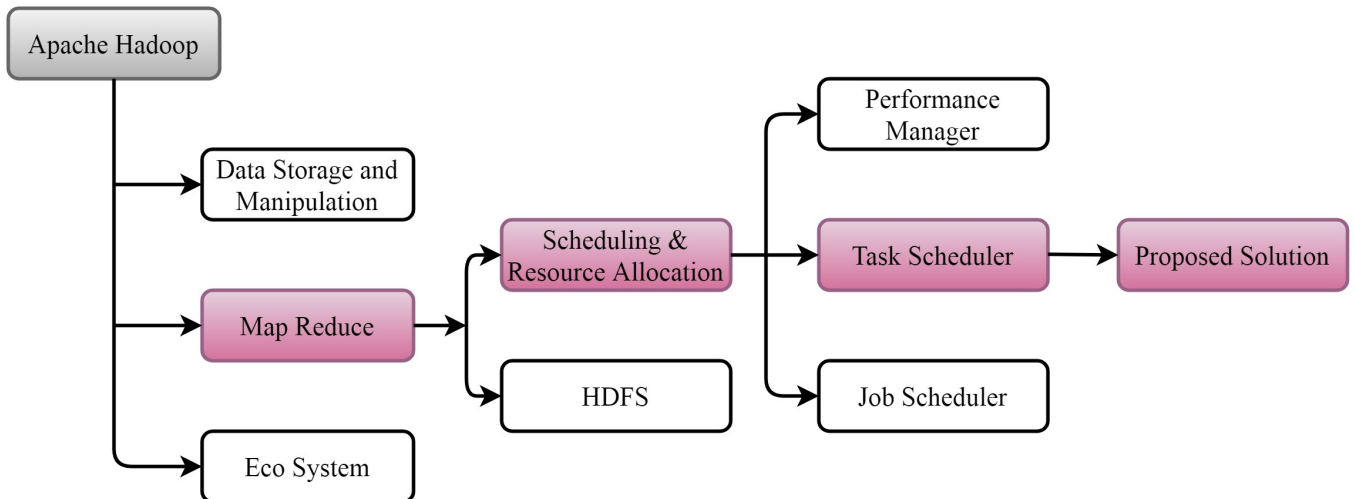 Apache Hadoop
Data Storage and
Manipulation
Map Reduce
Eco System
Scheduling &
Resource Allocation
HDFS
Performance
Manager
Task Scheduler
Job Scheduler
Proposed Solution